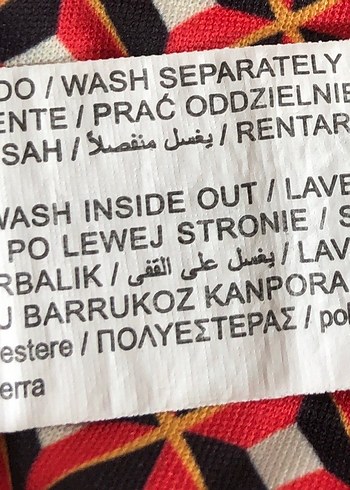 DO / WASH SEPARATELY
ENTE / PRAĆ ODDZIELNIE
SAH / يغسل منفصلاً / RENTAR
WASH INSIDE OUT / LAVE
PO LEWEJ STRONIE / S
RBALIK / يغسل على القفى / LAV
U BARRUKOZ KANPORA
estere / ΠΟΛΥΕΣΤΕΡΑΣ / pol
erra